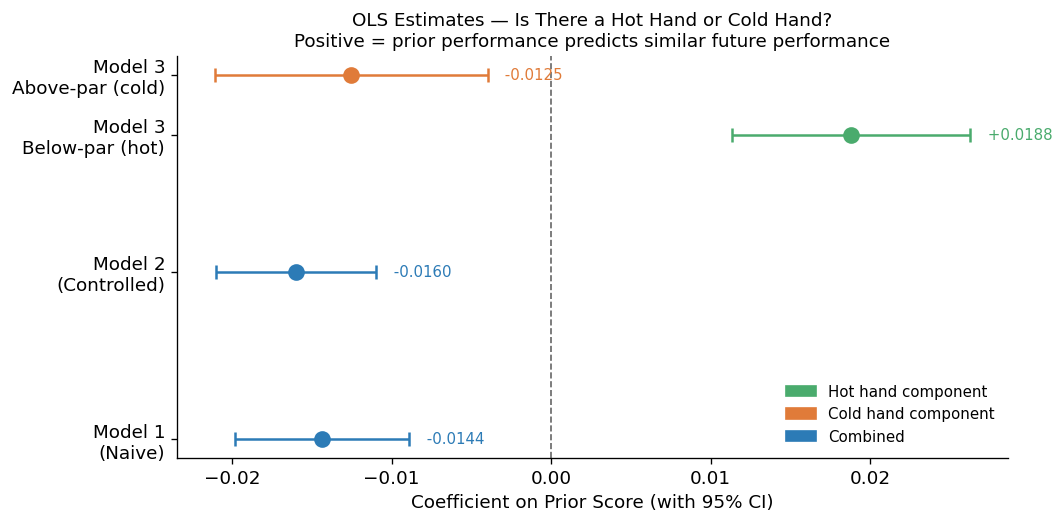 OLS Estimates — Is There a Hot Hand or Cold Hand?
Positive = prior performance predicts similar future performance
Model 3
Above-par (cold)
-0.0125
Model 3
Below-par (hot)
+0.0188
Model 2
(Controlled)
-0.0160
Model 1
(Naive)
-0.0144
Hot hand component
Cold hand component
Combined
−0.02
−0.01
0.00
0.01
0.02
Coefficient on Prior Score (with 95% CI)